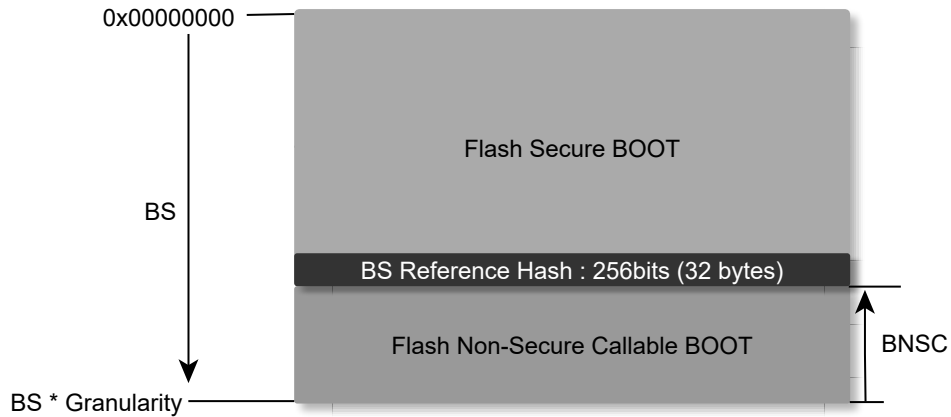 0x00000000
Flash Secure BOOT
BS
BS Reference Hash : 256bits (32 bytes)
Flash Non-Secure Callable BOOT
BNSC
BS * Granularity